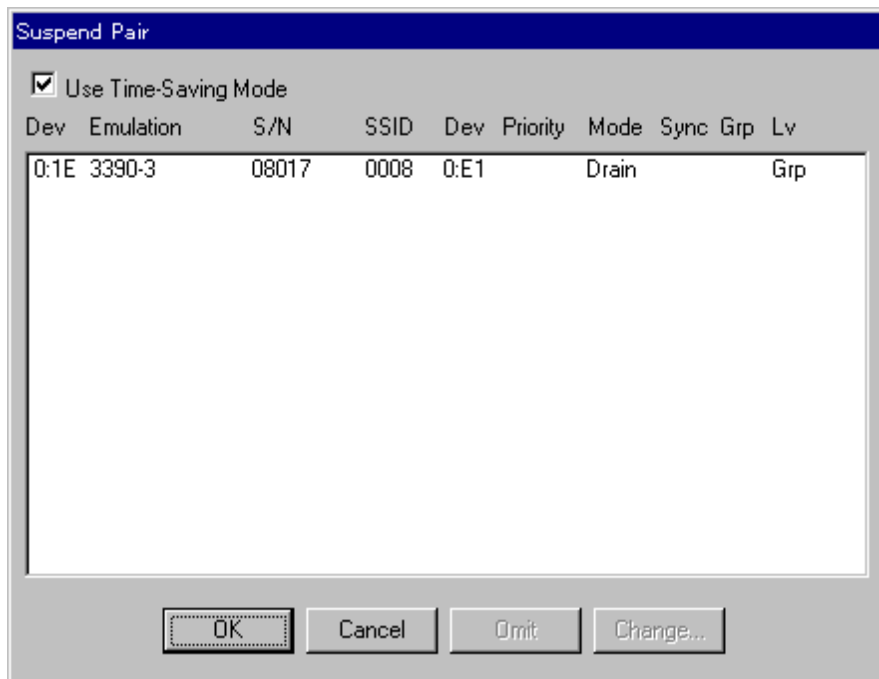 Suspend Pair
Use Time-Saving Mode
Dev Emulation S/N SSID Dev Priority Mode Sync Grp Lv
0:1E 3390-3 08017 0008 0:E1 Drain Grp
OK Cancel Omit Change...